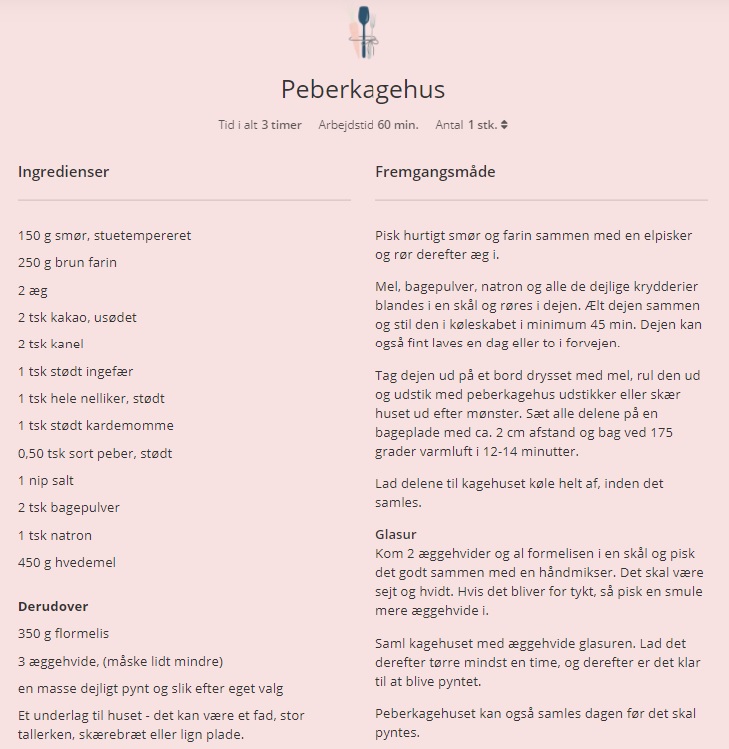 Peberkagehus
Tid i alt 3 timer Arbejdstid 60 min. Antal 1 stk.
Ingredienser
150 g smør, stuetempereret
250 g brun farin
2 æg
2 tsk kakao, usødet
2 tsk kanel
1 tsk stødt ingefær
1 tsk hele nelliker, stødt
1 tsk stødt kardemomme
0,50 tsk sort peber, stødt
1 nip salt
2 tsk bagepulver
1 tsk natron
450 g hvedemel
Derudover
350 g flormelis
3 æggehvide, (måske lidt mindre)
en masse dejligt pynt og slik efter eget valg
Et underlag til huset - det kan være et fad, stor
tallerken, skærebræt eller lign plade.
Fremgangsmåde
Pisk hurtigt smør og farin sammen med en elpisker
og rør derefter æg i.
Mel, bagepulver, natron og alle de dejlige krydderier
blandes i en skål og røres i dejen. Ælt dejen sammen
og stil den i køleskabet i minimum 45 min. Dejen kan
også fint laves en dag eller to i forvejen.
Tag dejen ud på et bord drysset med mel, rul den ud
og udstik med peberkagehus udstikker eller skær
huset ud efter mønster. Sæt alle delene på en
bageplade med ca. 2 cm afstand og bag ved 175
grader varmluft i 12-14 minutter.
Lad delene til kagehuset køle helt af, inden det
samles.
Glasur
Kom 2 æggehvider og al formelisen i en skål og pisk
det godt sammen med en håndmikser. Det skal være
sejt og hvidt. Hvis det bliver for tykt, så pisk en smule
mere æggehvide i.
Saml kagehuset med æggehvide glasuren. Lad det
derefter tørre mindst en time, og derefter er det klar
til at blive pyntet.
Peberkagehuset kan også samles dagen før det skal
pyntes.